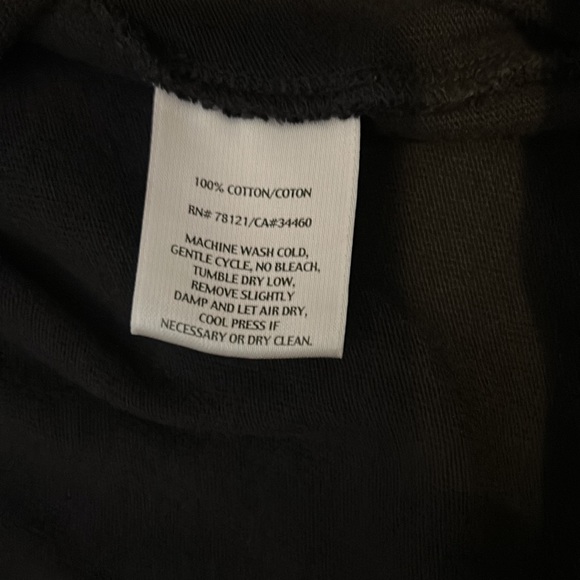 100% COTTON/COTON
RN# 78121/CA#34460
MACHINE WASH COLD,
GENTLE CYCLE, NO BLEACH,
TUMBLE DRY LOW,
REMOVE SLIGHTLY
DAMP AND LET AIR DRY,
COOL PRESS IF
NECESSARY OR DRY CLEAN.